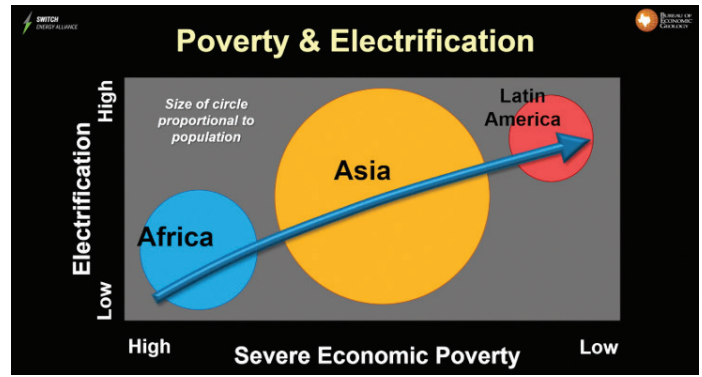 SWITCH
ENERGY ALLIANCE
BUREAU OF
ECONOMIC
GEOLOGY
Poverty & Electrification
High
Electrification
Low
Size of circle
proportional to
population
Latin
America
Asia
Africa
High
Severe Economic Poverty
Low